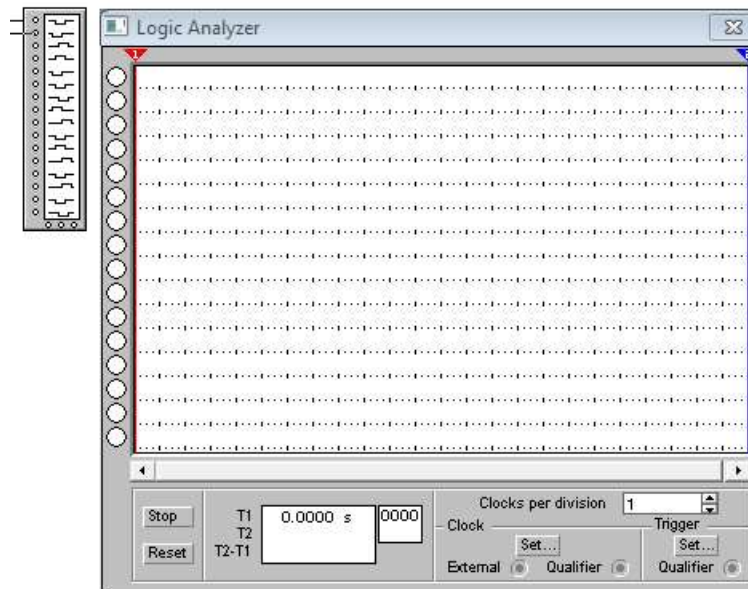 Logic Analyzer
1
Clocks per division 1
Stop T1 0.0000 s 0000
T2
Reset T2-T1
Clock Trigger
Set... Set...
External Qualifier Qualifier